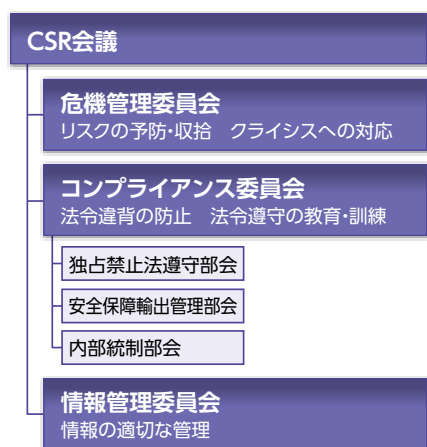 CSR会議
危機管理委員会
リスクの予防・収拾　クライシスへの対応
コンプライアンス委員会
法令違背の防止　法令遵守の教育・訓練
独占禁止法遵守部会
安全保障輸出管理部会
内部統制部会
情報管理委員会
情報の適切な管理